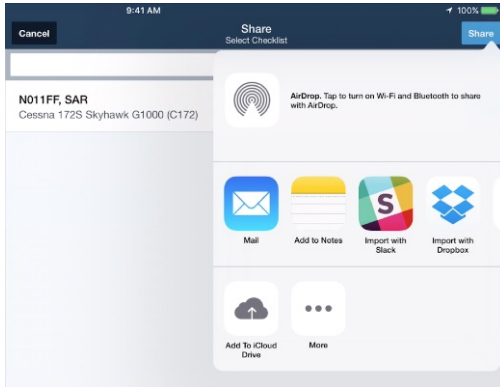 9:41 AM
100%
Cancel
Share
Select Checklist
Share
N011FF, SAR
Cessna 172S Skyhawk G1000 (C172)
AirDrop. Tap to turn on Wi-Fi and Bluetooth to share
with AirDrop.
Mail
Add to Notes
Import with
Slack
Import with
Dropbox
Add To iCloud
Drive
More